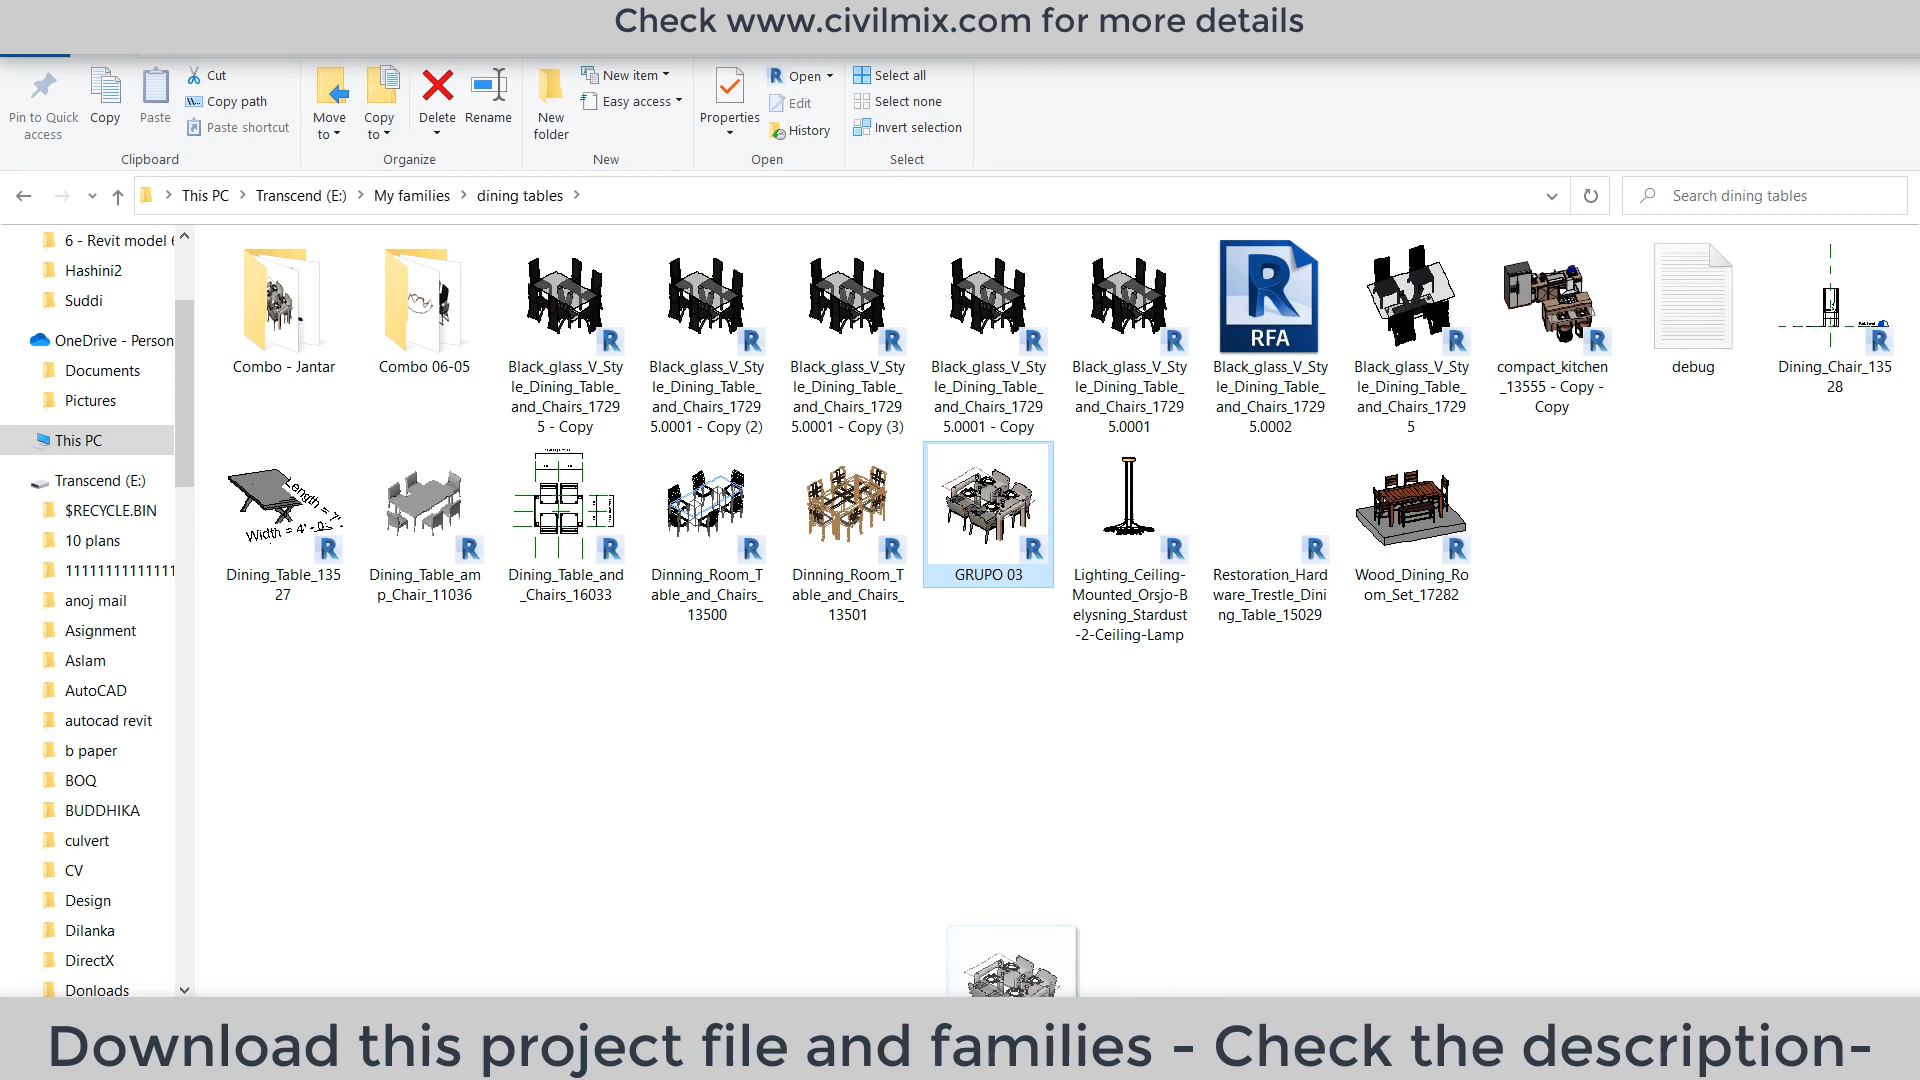 Check www.civilmix.com for more details
Pin to Quick
access
Copy
Paste
Cut
Copy path
Paste shortcut
Clipboard
Move
to
Copy
to
Delete
Rename
Organize
New
folder
New item
Easy access
New
Properties
Open
Edit
History
Open
Select all
Select none
Invert selection
Select
This PC
Transcend (E:)
My families
dining tables
Search dining tables
6 - Revit model
Hashini2
Suddi
OneDrive - Person
Documents
Pictures
This PC
Transcend (E:)
$RECYCLE.BIN
10 plans
anoj mail
Asignment
Aslam
AutoCAD
autocad revit
b paper
BOQ
BUDDHIKA
culvert
CV
Design
Dilanka
DirectX
Donloads
Combo - Jantar
Combo 06-05
Black_glass_V_Sty
le_Dining_Table_
and_Chairs_1729
5 - Copy
Black_glass_V_Sty
le_Dining_Table_
and_Chairs_1729
5.0001 - Copy (2)
Black_glass_V_Sty
le_Dining_Table_
and_Chairs_1729
5.0001 - Copy (3)
Black_glass_V_Sty
le_Dining_Table_
and_Chairs_1729
5.0001 - Copy
Black_glass_V_Sty
le_Dining_Table_
and_Chairs_1729
5.0001
RFA
Black_glass_V_Sty
le_Dining_Table_
and_Chairs_1729
5.0002
Black_glass_V_Sty
le_Dining_Table_
and_Chairs_1729
5
compact_kitchen
_13555 - Copy -
Copy
debug
Dining_Chair_135
28
Length = 7'
Width = 4' - 0"
Dining_Table_135
27
Dining_Table_am
p_Chair_11036
Dining_Table_and
_Chairs_16033
Dinning_Room_T
able_and_Chairs_
13500
Dinning_Room_T
able_and_Chairs_
13501
GRUPO 03
Lighting_Ceiling-
Mounted_Orsjo-B
elysning_Stardust
-2-Ceiling-Lamp
Restoration_Hard
ware_Trestle_Dini
ng_Table_15029
Wood_Dining_Ro
om_Set_17282
Download this project file and families - Check the description-